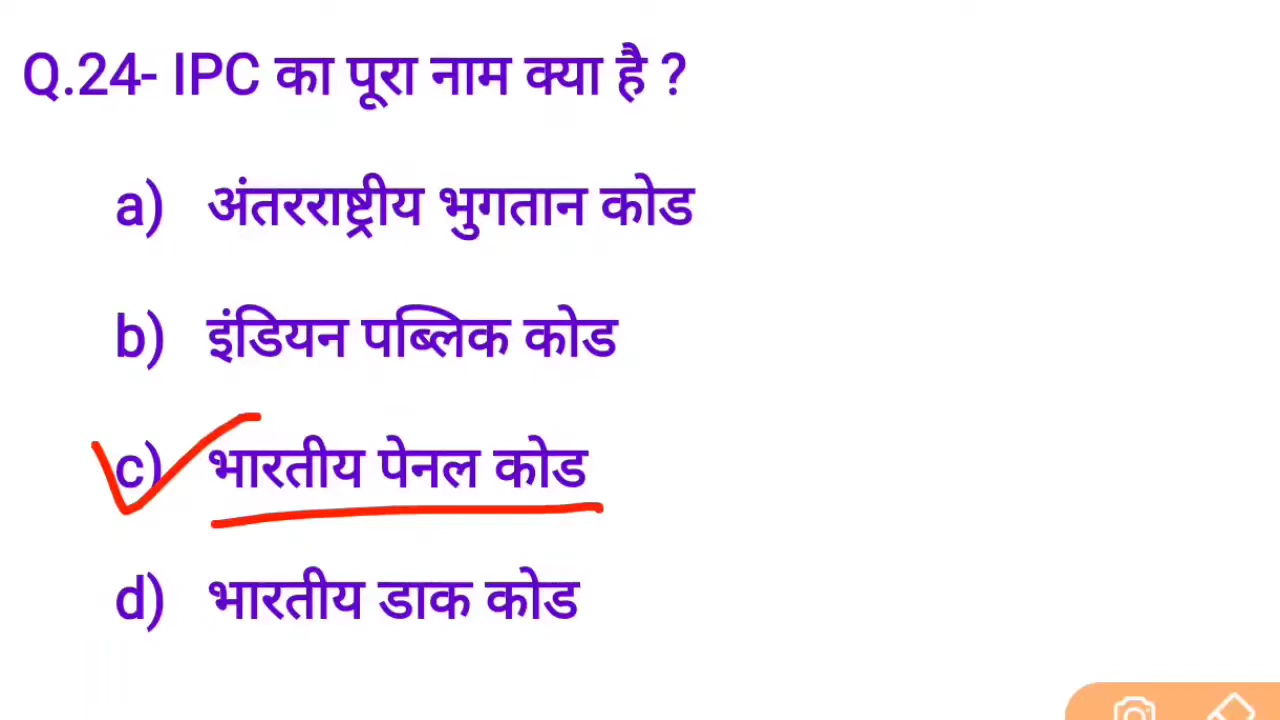 Q.24- IPC का पूरा नाम क्या है ?
a) अंतरराष्ट्रीय भुगतान कोड
b) इंडियन पब्लिक कोड
c) भारतीय पेनल कोड
d) भारतीय डाक कोड